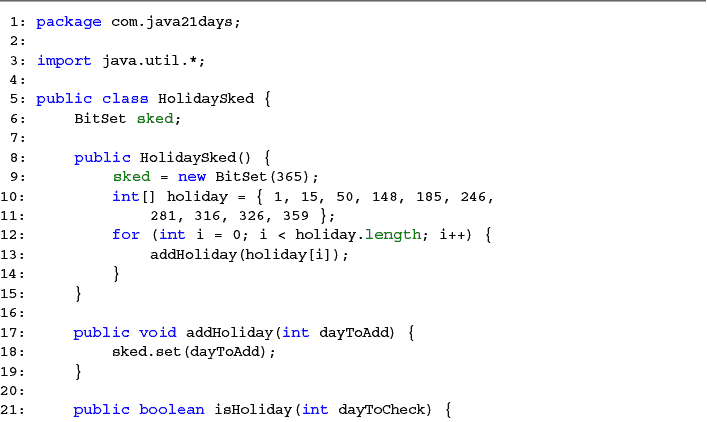 1: package com.java21days;
2:
3: import java.util.*;
4:
5: public class HolidaySked {
6:     BitSet sked;
7:
8:     public HolidaySked() {
9:         sked = new BitSet(365);
10:         int[] holiday = { 1, 15, 50, 148, 185, 246,
11:             281, 316, 326, 359 };
12:         for (int i = 0; i < holiday.length; i++) {
13:             addHoliday(holiday[i]);
14:         }
15:     }
16:
17:     public void addHoliday(int dayToAdd) {
18:         sked.set(dayToAdd);
19:     }
20:
21:     public boolean isHoliday(int dayToCheck) {